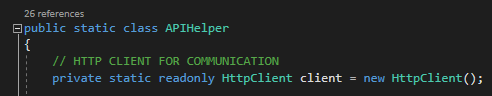 26 references
public static class APIHelper
{
// HTTP CLIENT FOR COMMUNICATION
private static readonly HttpClient client = new HttpClient();